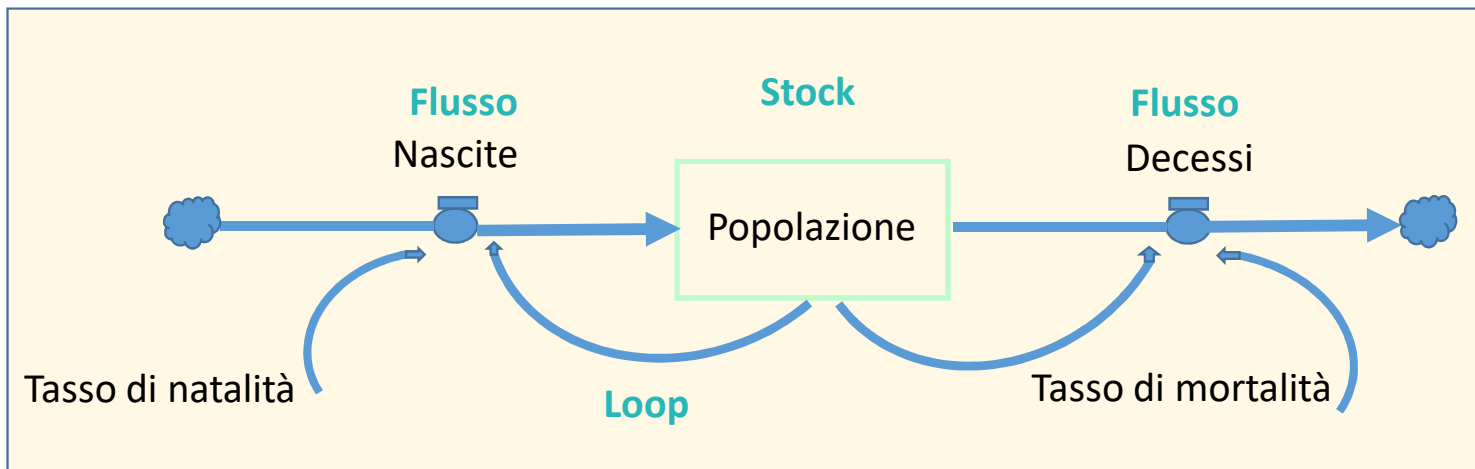 Flusso
Nascite
Stock
Flusso
Decessi
Popolazione
Tasso di natalità
Loop
Tasso di mortalità